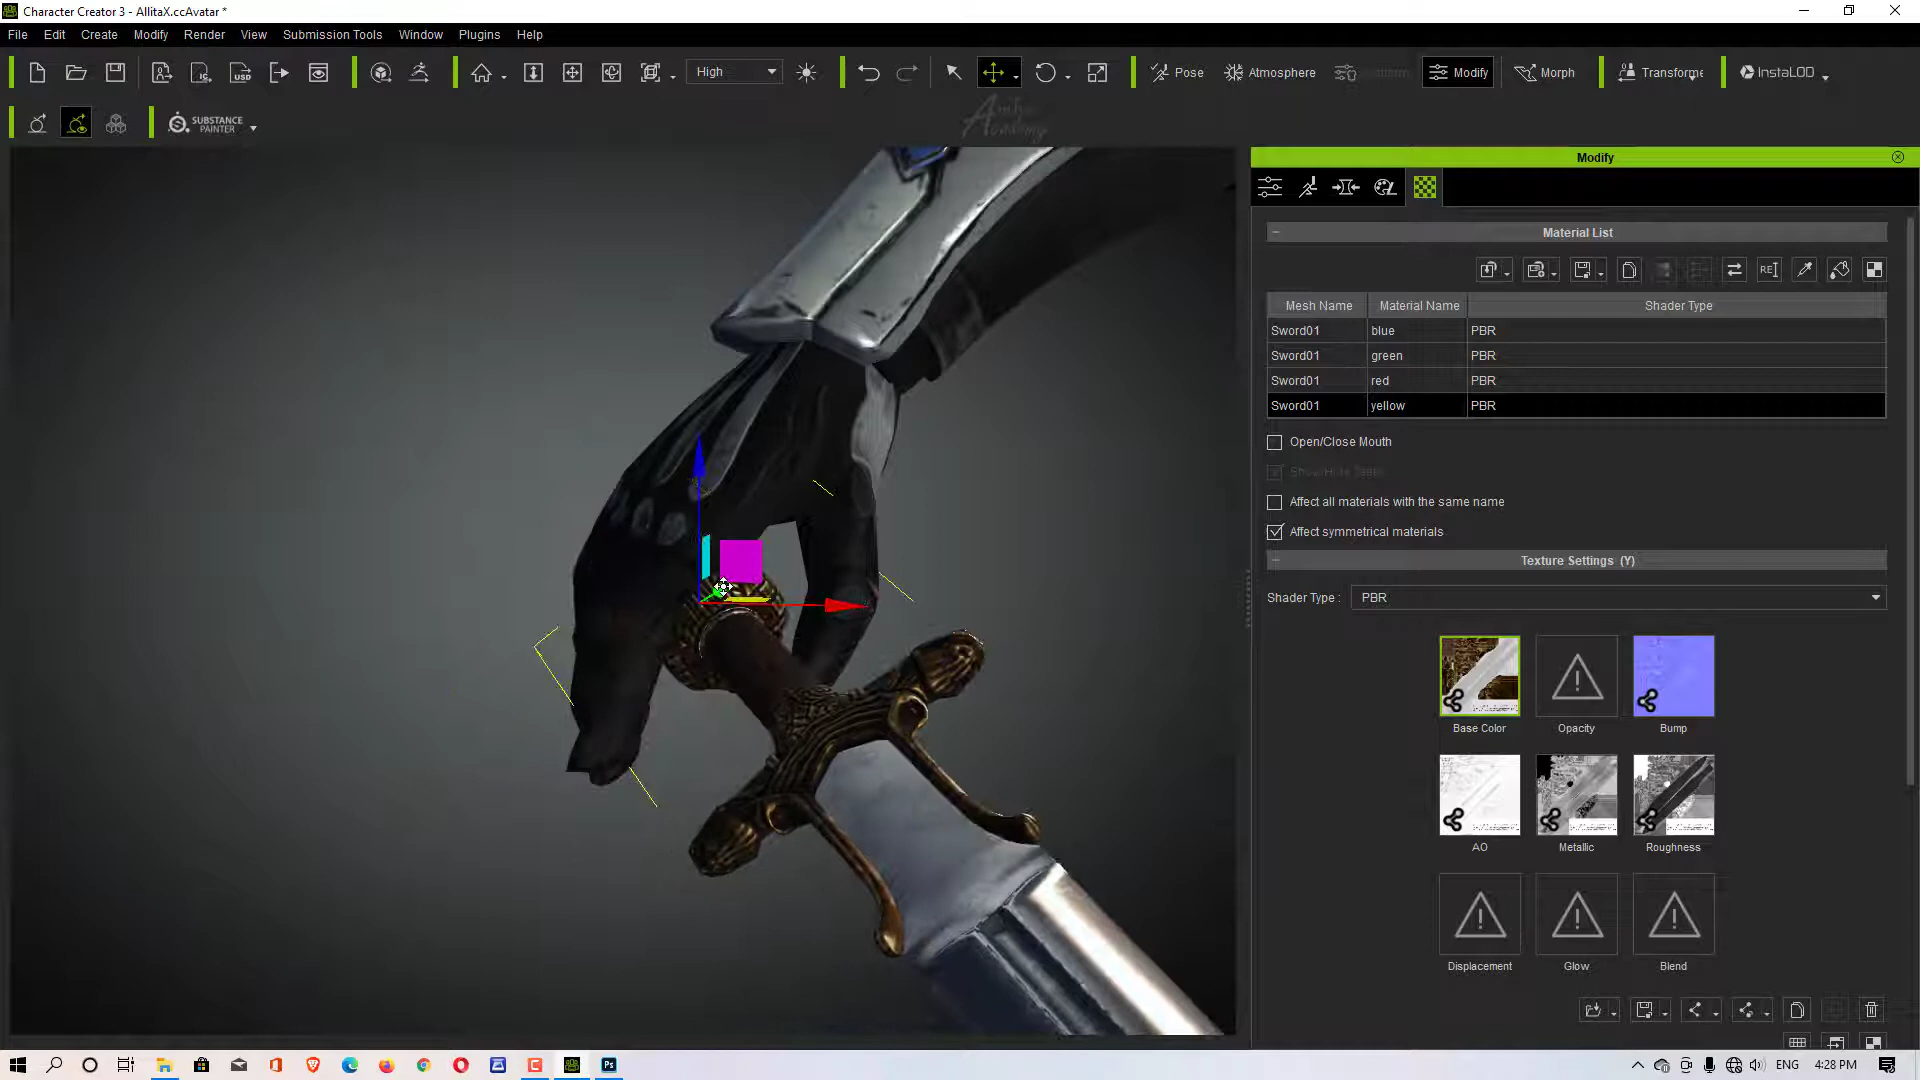 Character Creator 3 - AllitaX.ccAvatar *
File Edit Create Modify Render View Submission Tools Window Plugins Help
High
Pose
Atmosphere
Modify
Morph
Transforme
InstaLOD
SUBSTANCE
PAINTER
Academy
Modify
Material List
RE
Mesh Name Material Name Shader Type
Sword01 blue PBR
Sword01 green PBR
Sword01 red PBR
Sword01 yellow PBR
Open/Close Mouth
Affect all materials with the same name
Affect symmetrical materials
Texture Settings (Y)
Shader Type : PBR
Base Color Opacity Bump
AO Metallic Roughness
Displacement Glow Blend
ENG 4:28 PM